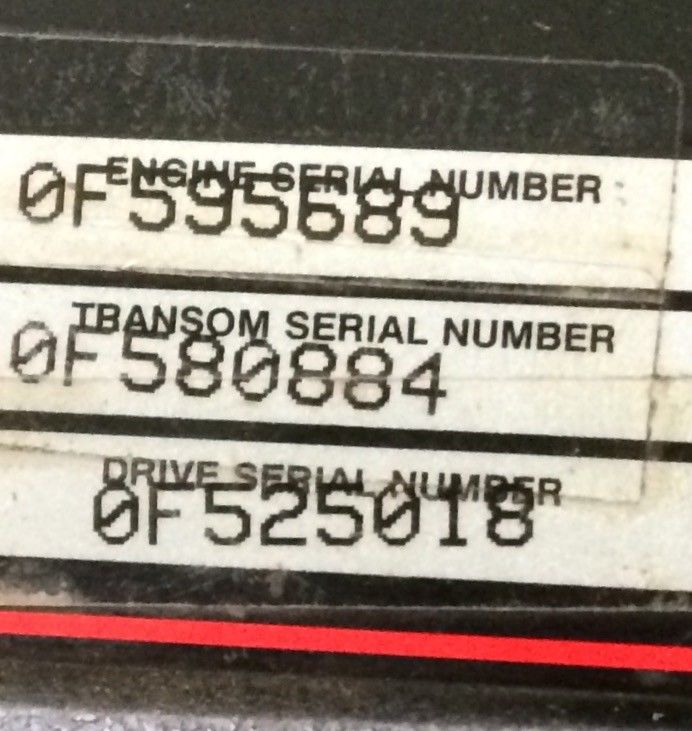 ENGINE SERIAL NUMBER
0F595689
TRANSOM SERIAL NUMBER
0F580884
DRIVE SERIAL NUMBER
0F525018